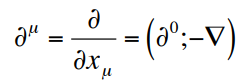 ∂^μ = ∂/∂x_μ = (∂^0;−∇)